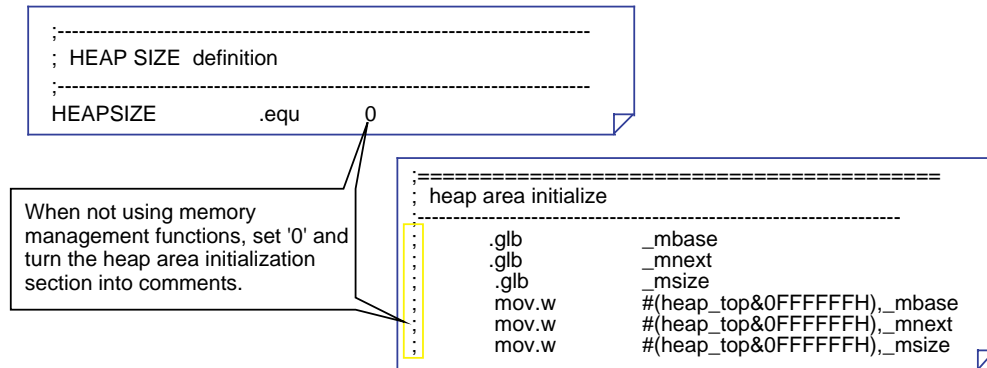 ;---------------------------------------------------------------------------
; HEAP SIZE definition
;---------------------------------------------------------------------------
HEAPSIZE .equ 0
When not using memory
management functions, set '0' and
turn the heap area initialization
section into comments.
;==========================================
; heap area initialize
;--------------------------------------------------------------------
; .glb _mbase
; .glb _mnext
; .glb _msize
; mov.w #(heap_top&0FFFFFFH),_mbase
; mov.w #(heap_top&0FFFFFFH),_mnext
; mov.w #(heap_top&0FFFFFFH),_msize